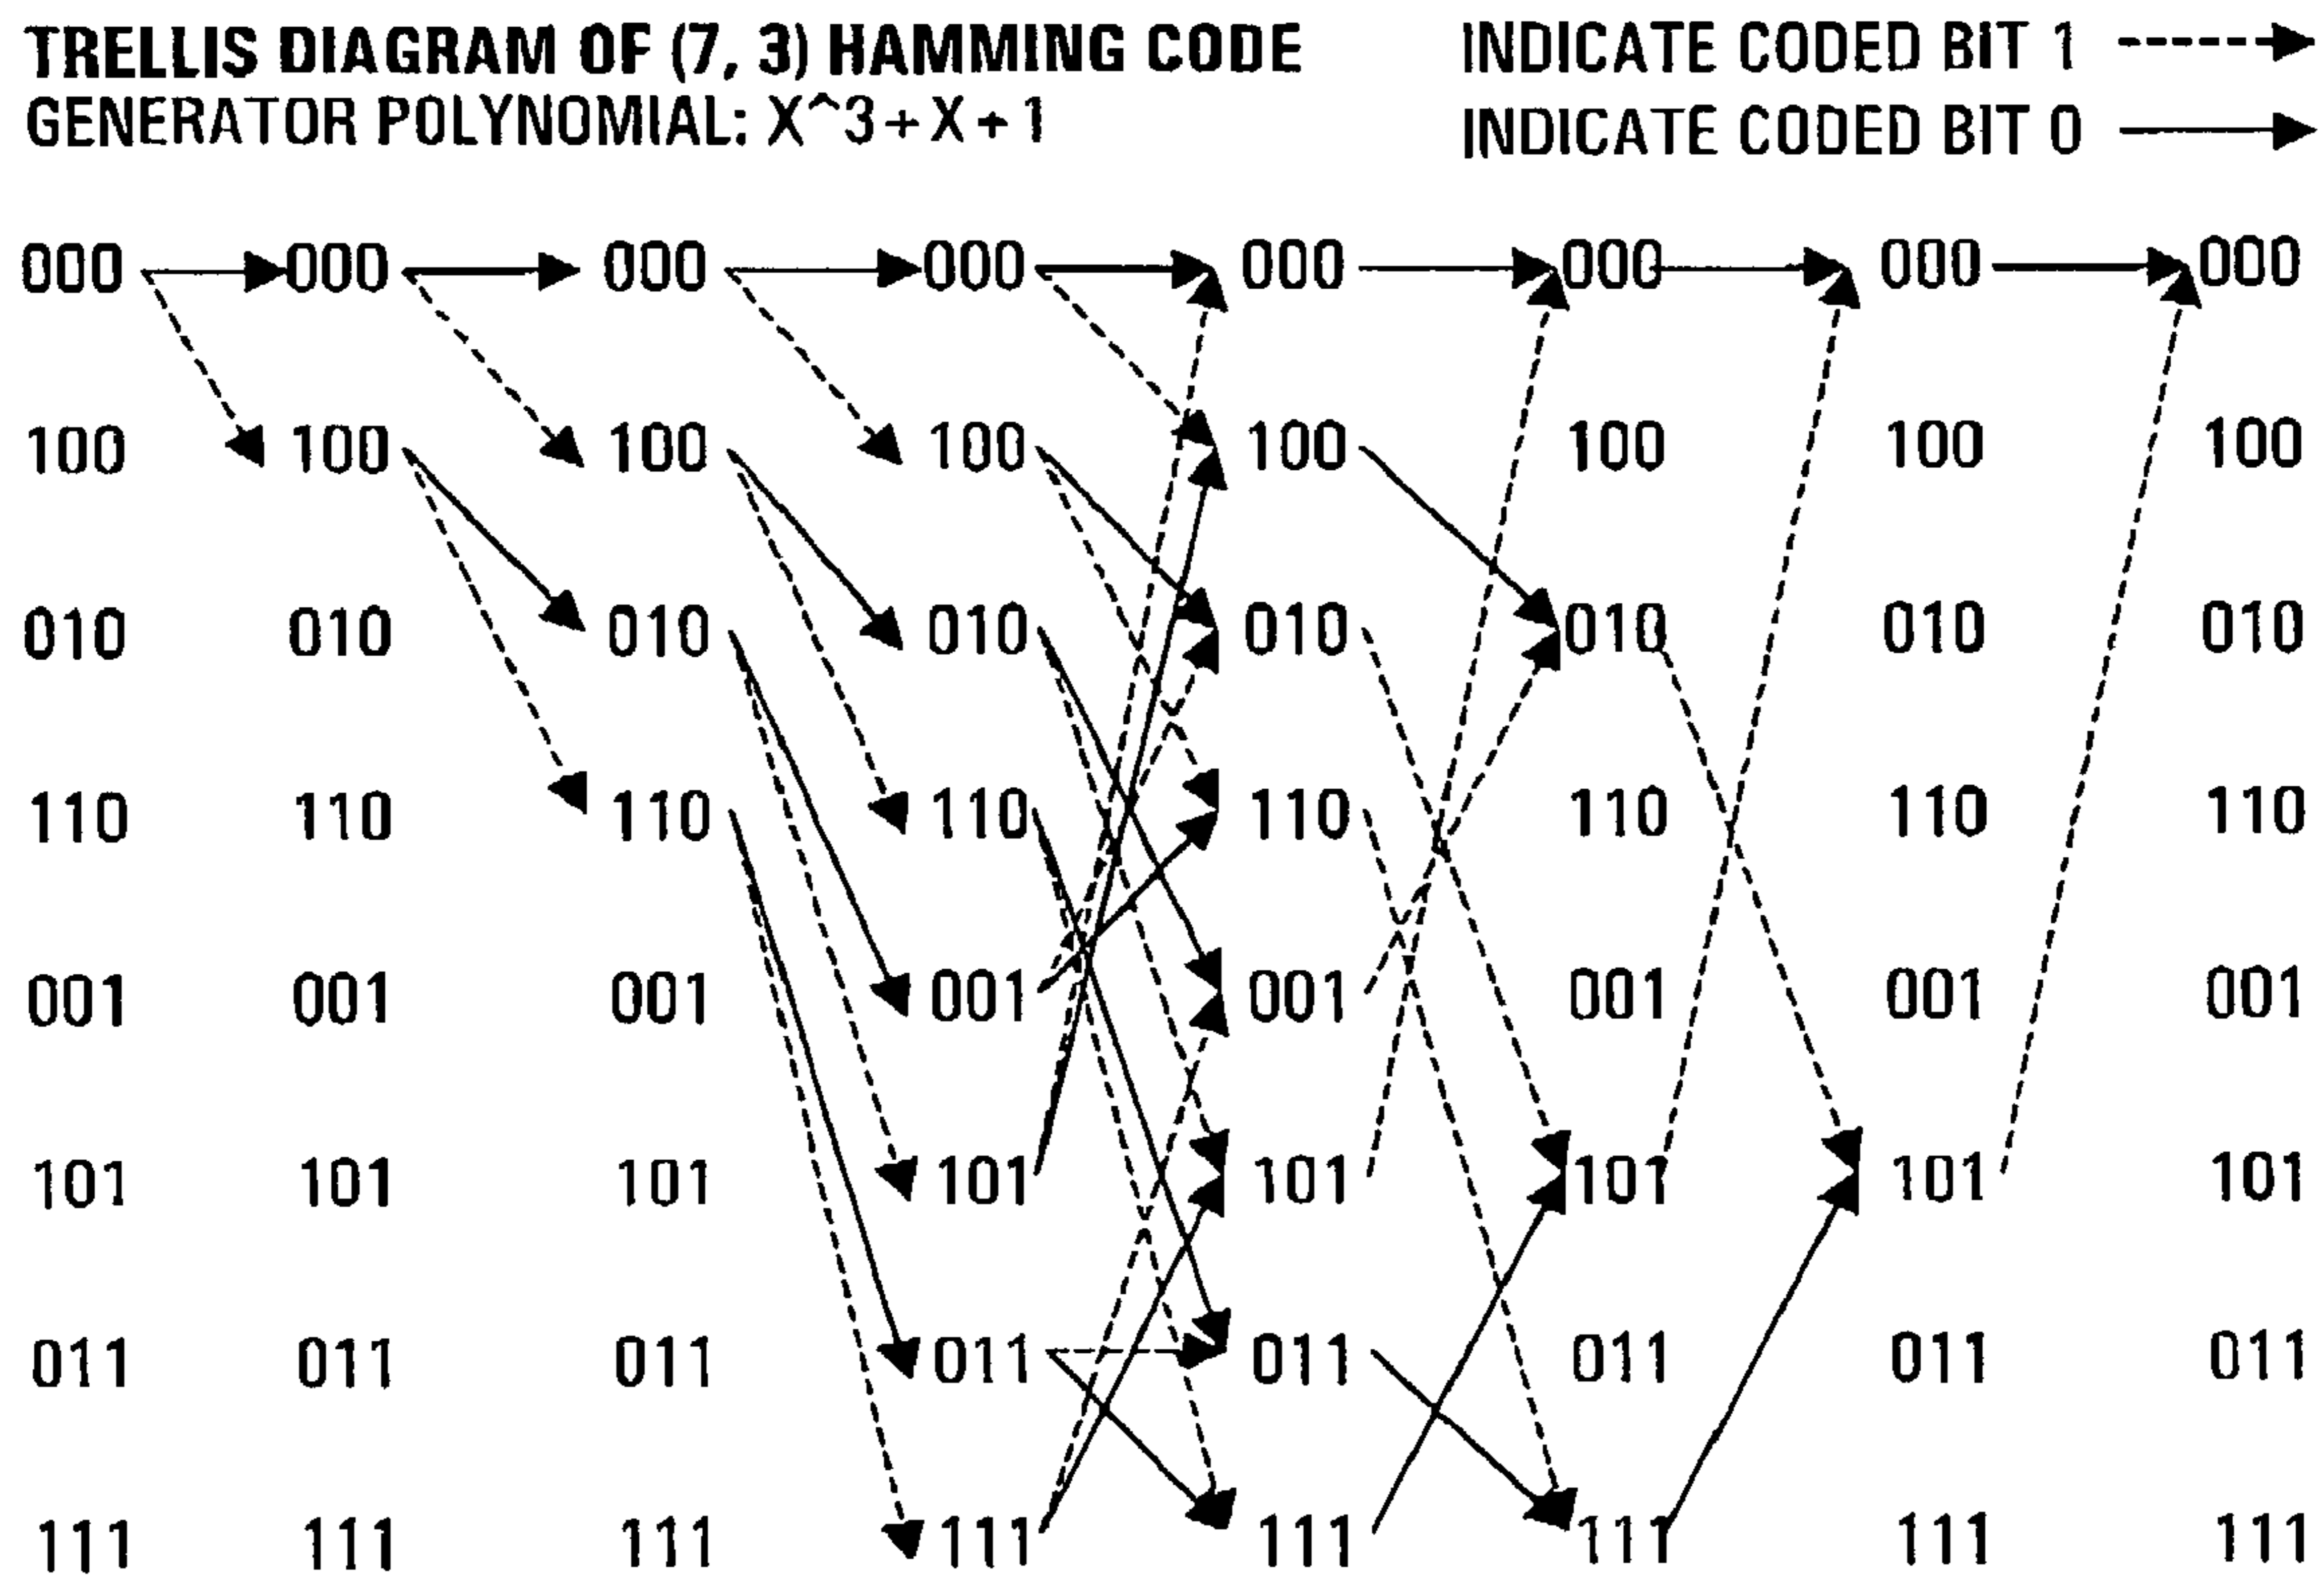 TRELLIS DIAGRAM OF (7, 3) HAMMING CODE
GENERATOR POLYNOMIAL: X^3+X+1
INDICATE CODED BIT 1
INDICATE CODED BIT 0
000 000 000 000 000 000 000 000
100 100 100 100 100 100 100 100
010 010 010 010 010 010 010 010
110 110 110 110 110 110 110 110
001 001 001 001 001 001 001 001
101 101 101 101 101 101 101 101
011 011 011 011 011 011 011 011
111 111 111 111 111 111 111 111